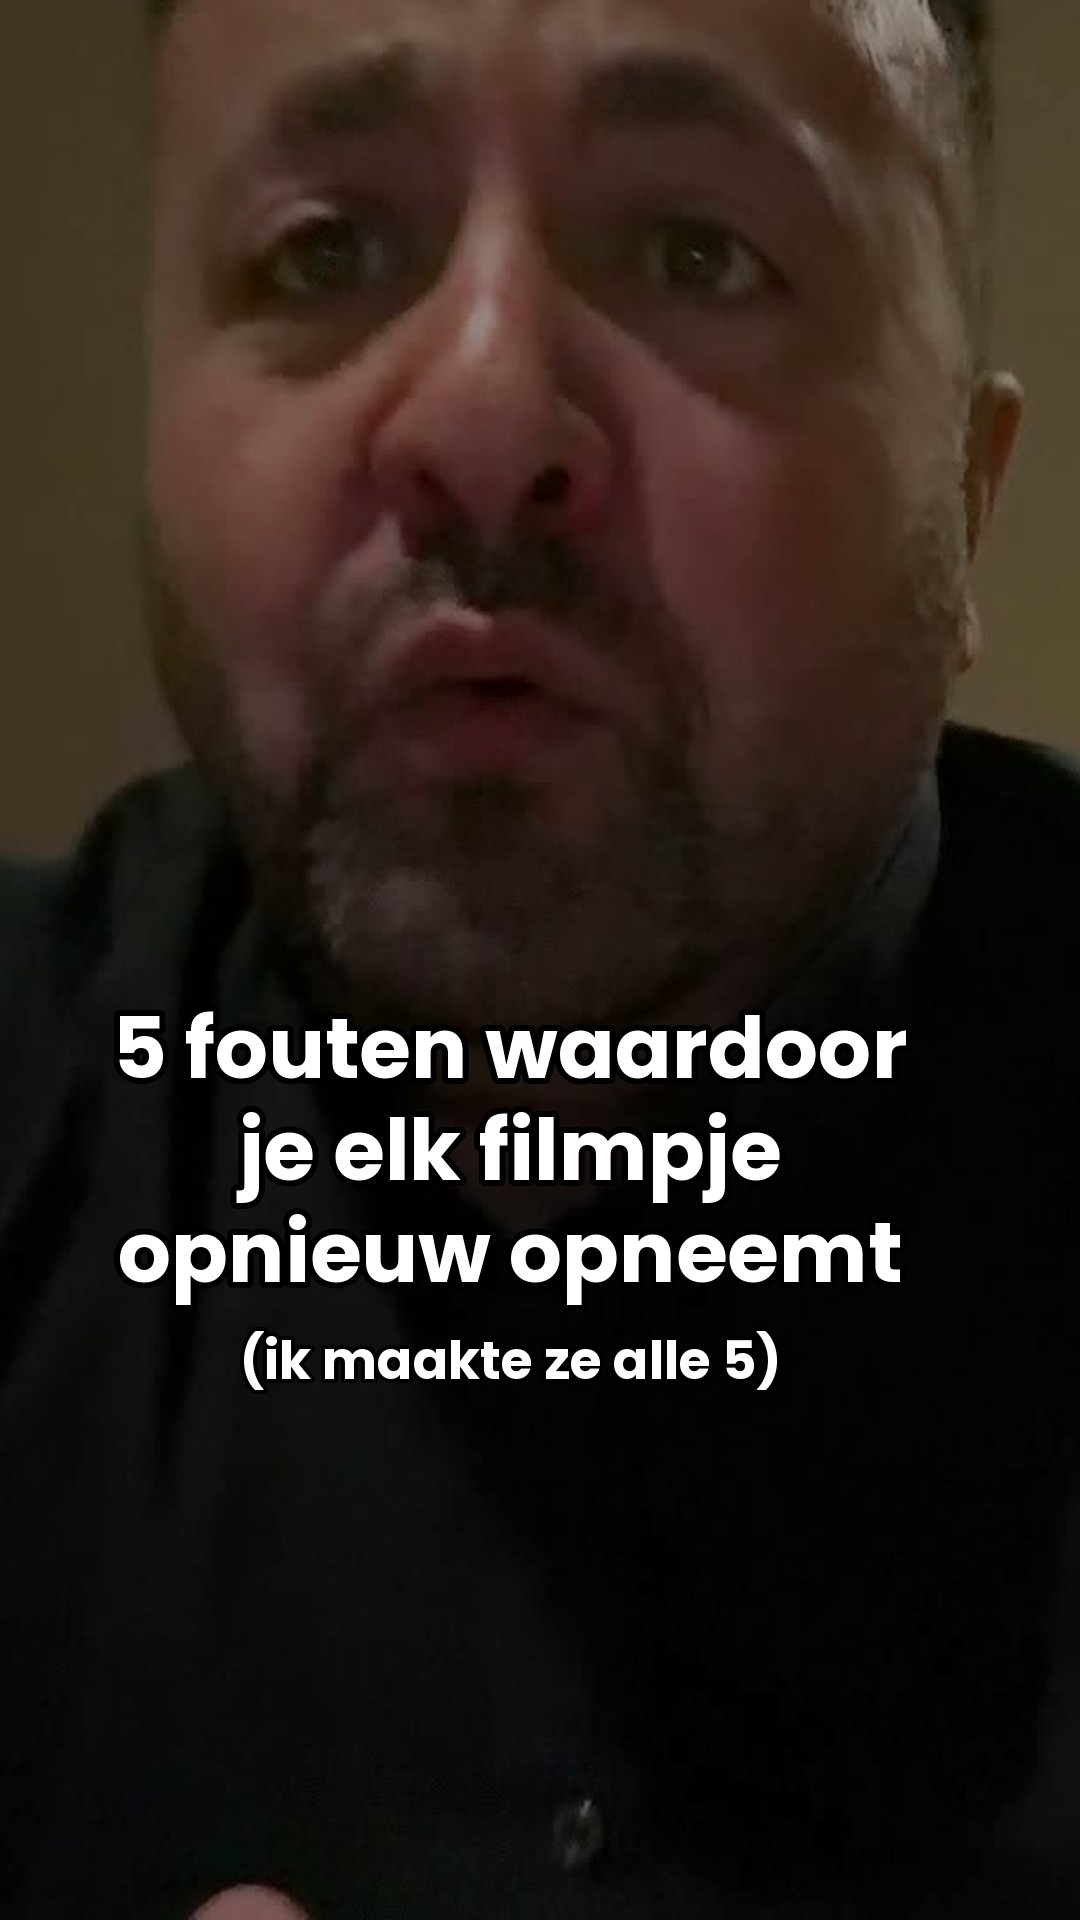 5 fouten waardoor
je elk filmpje
opnieuw opneemt
(ik maakte ze alle 5)